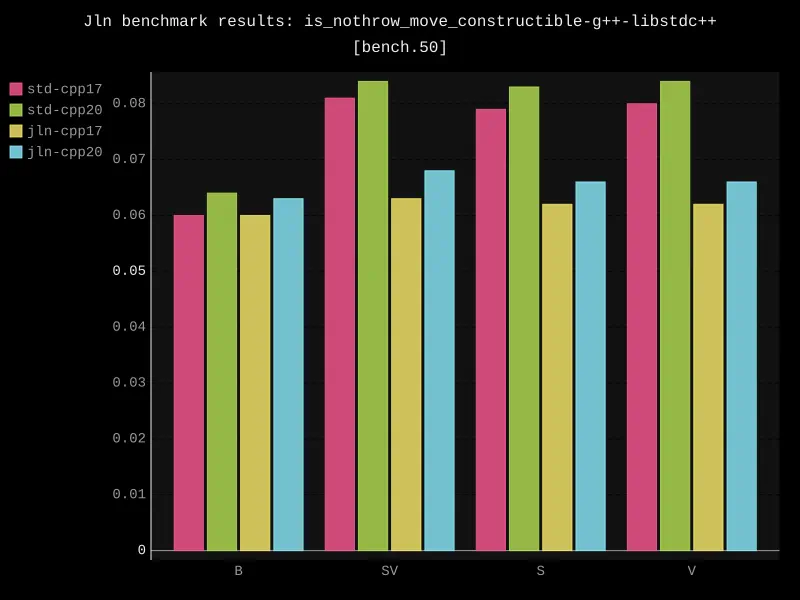 Jln benchmark results: is_nothrow_move_constructible-g++-libstdc++
[bench.50]
std-cpp17
std-cpp20
jln-cpp17
jln-cpp20
0.08
0.07
0.06
0.05
0.04
0.03
0.02
0.01
0
B SV S V